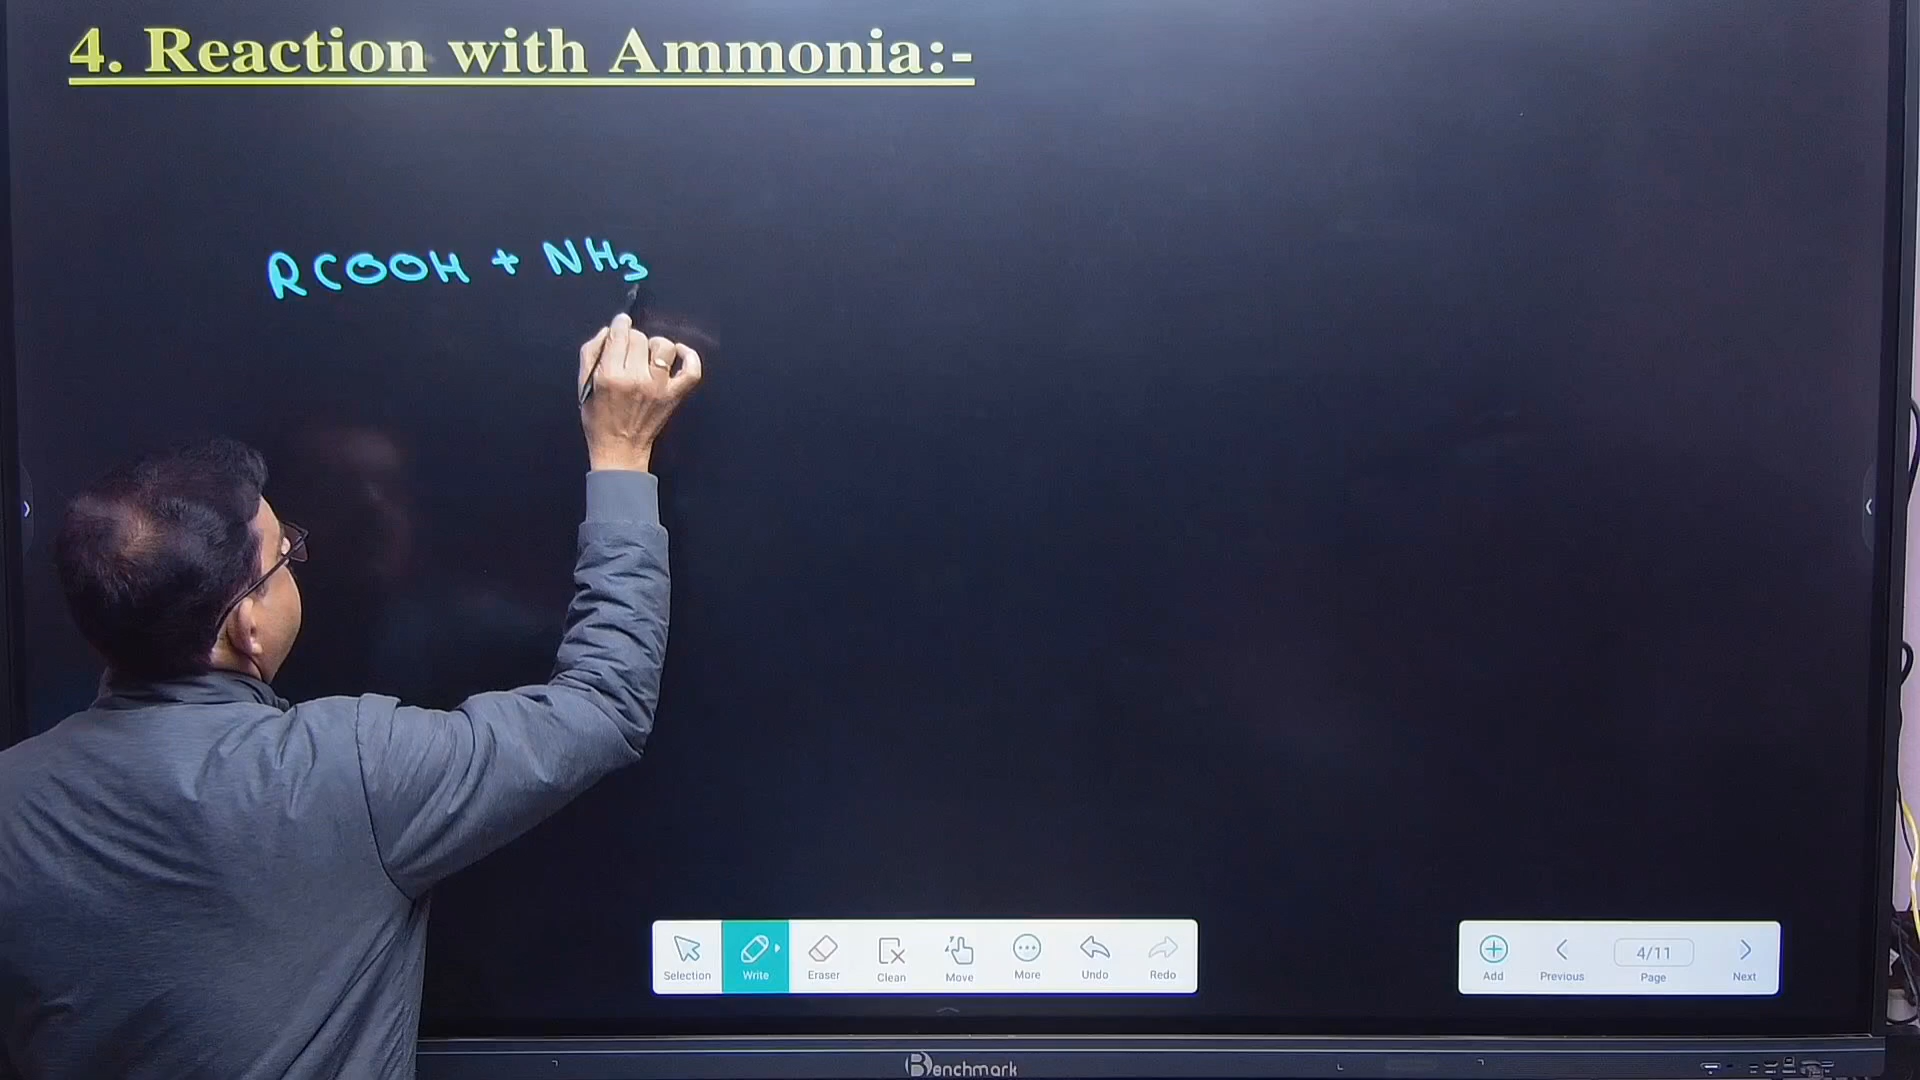 4. Reaction with Ammonia:-
RCOOH + NH3
Selection Write Eraser Clean Move More Undo Redo
Add Previous 4/11 Page Next
Benchmark